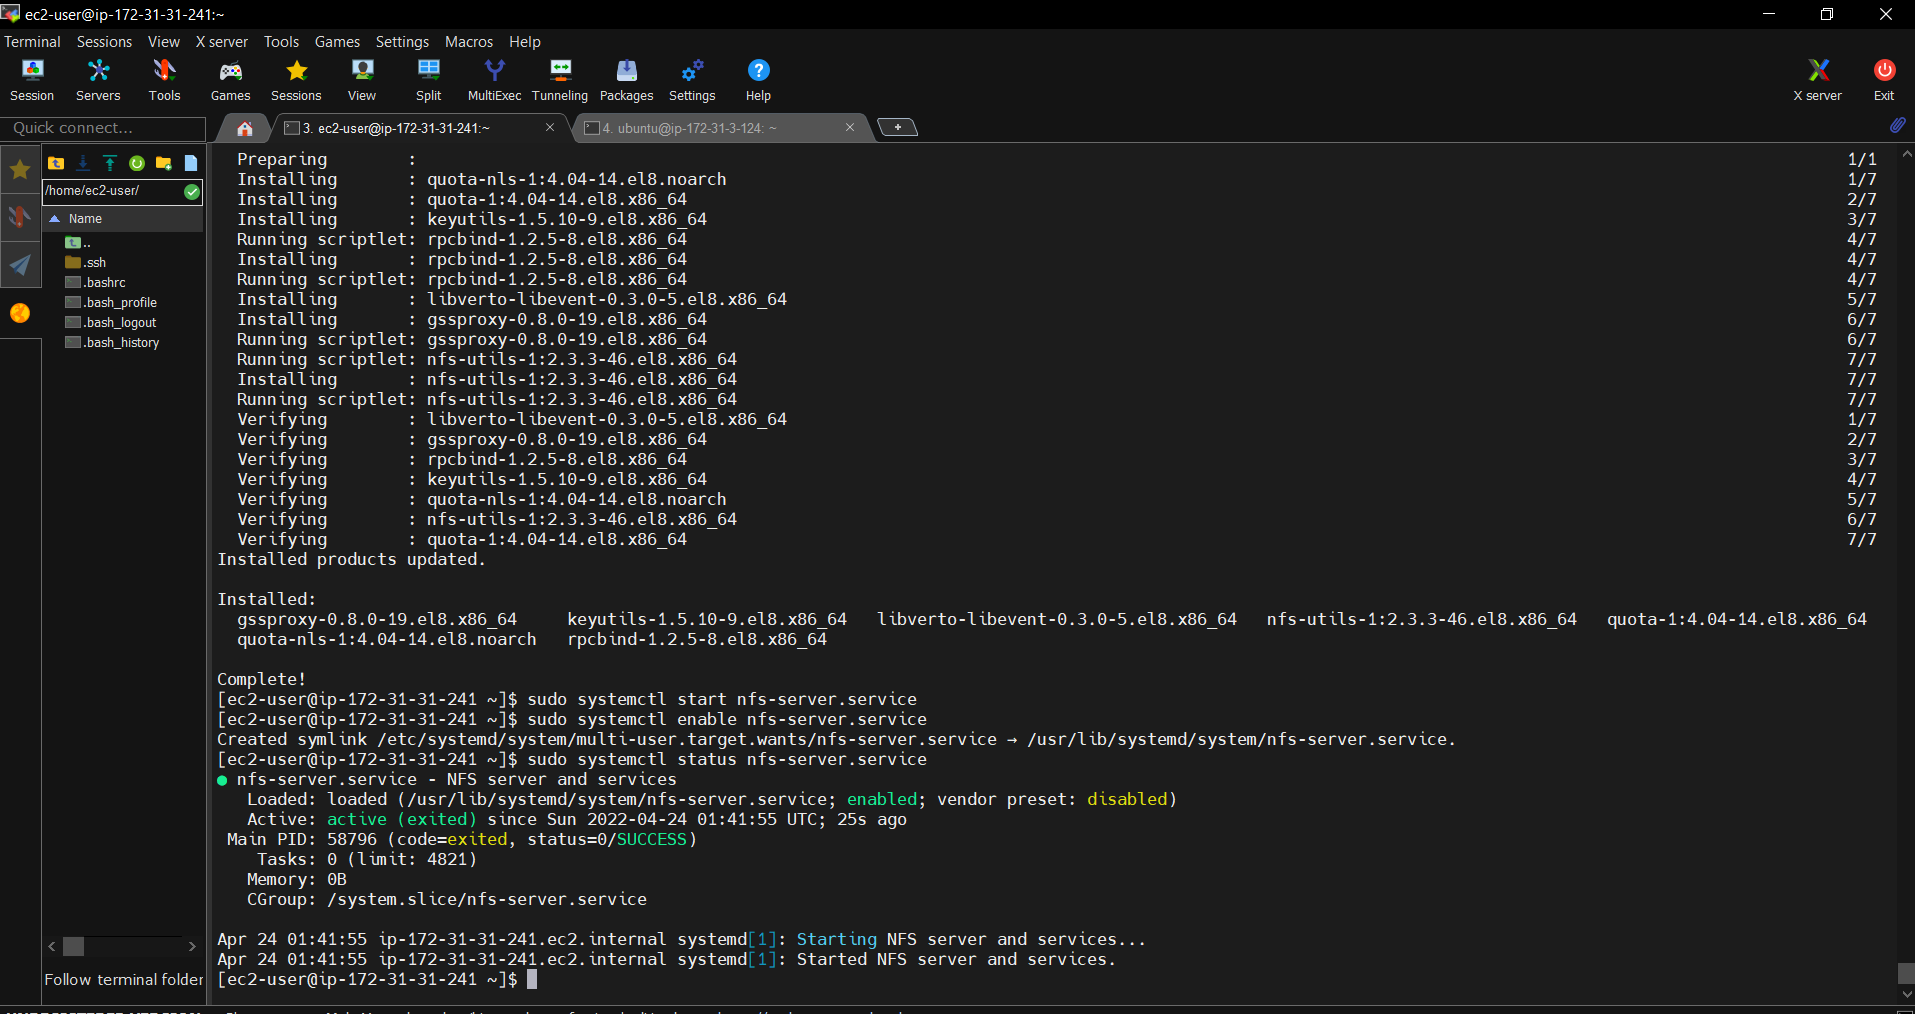 ec2-user@ip-172-31-31-241:~
Terminal Sessions View X server Tools Games Settings Macros Help
Session Servers Tools Games Sessions View Split MultiExec Tunneling Packages Settings Help X server Exit
Quick connect...
3. ec2-user@ip-172-31-31-241:~
4. ubuntu@ip-172-31-3-124: ~
/home/ec2-user/
Name
..
.ssh
.bashrc
.bash_profile
.bash_logout
.bash_history
Follow terminal folder
Preparing : 1/1
Installing : quota-nls-1:4.04-14.el8.noarch 1/7
Installing : quota-1:4.04-14.el8.x86_64 2/7
Installing : keyutils-1.5.10-9.el8.x86_64 3/7
Running scriptlet: rpcbind-1.2.5-8.el8.x86_64 4/7
Installing : rpcbind-1.2.5-8.el8.x86_64 4/7
Running scriptlet: rpcbind-1.2.5-8.el8.x86_64 4/7
Installing : libverto-libevent-0.3.0-5.el8.x86_64 5/7
Installing : gssproxy-0.8.0-19.el8.x86_64 6/7
Running scriptlet: gssproxy-0.8.0-19.el8.x86_64 6/7
Running scriptlet: nfs-utils-1:2.3.3-46.el8.x86_64 7/7
Installing : nfs-utils-1:2.3.3-46.el8.x86_64 7/7
Running scriptlet: nfs-utils-1:2.3.3-46.el8.x86_64 7/7
Verifying : libverto-libevent-0.3.0-5.el8.x86_64 1/7
Verifying : gssproxy-0.8.0-19.el8.x86_64 2/7
Verifying : rpcbind-1.2.5-8.el8.x86_64 3/7
Verifying : keyutils-1.5.10-9.el8.x86_64 4/7
Verifying : quota-nls-1:4.04-14.el8.noarch 5/7
Verifying : nfs-utils-1:2.3.3-46.el8.x86_64 6/7
Verifying : quota-1:4.04-14.el8.x86_64 7/7
Installed products updated.
Installed:
gssproxy-0.8.0-19.el8.x86_64 keyutils-1.5.10-9.el8.x86_64 libverto-libevent-0.3.0-5.el8.x86_64 nfs-utils-1:2.3.3-46.el8.x86_64 quota-1:4.04-14.el8.x86_64
quota-nls-1:4.04-14.el8.noarch rpcbind-1.2.5-8.el8.x86_64
Complete!
[ec2-user@ip-172-31-31-241 ~]$ sudo systemctl start nfs-server.service
[ec2-user@ip-172-31-31-241 ~]$ sudo systemctl enable nfs-server.service
Created symlink /etc/systemd/system/multi-user.target.wants/nfs-server.service → /usr/lib/systemd/system/nfs-server.service.
[ec2-user@ip-172-31-31-241 ~]$ sudo systemctl status nfs-server.service
● nfs-server.service - NFS server and services
Loaded: loaded (/usr/lib/systemd/system/nfs-server.service; enabled; vendor preset: disabled)
Active: active (exited) since Sun 2022-04-24 01:41:55 UTC; 25s ago
Main PID: 58796 (code=exited, status=0/SUCCESS)
Tasks: 0 (limit: 4821)
Memory: 0B
CGroup: /system.slice/nfs-server.service
Apr 24 01:41:55 ip-172-31-31-241.ec2.internal systemd[1]: Starting NFS server and services...
Apr 24 01:41:55 ip-172-31-31-241.ec2.internal systemd[1]: Started NFS server and services.
[ec2-user@ip-172-31-31-241 ~]$